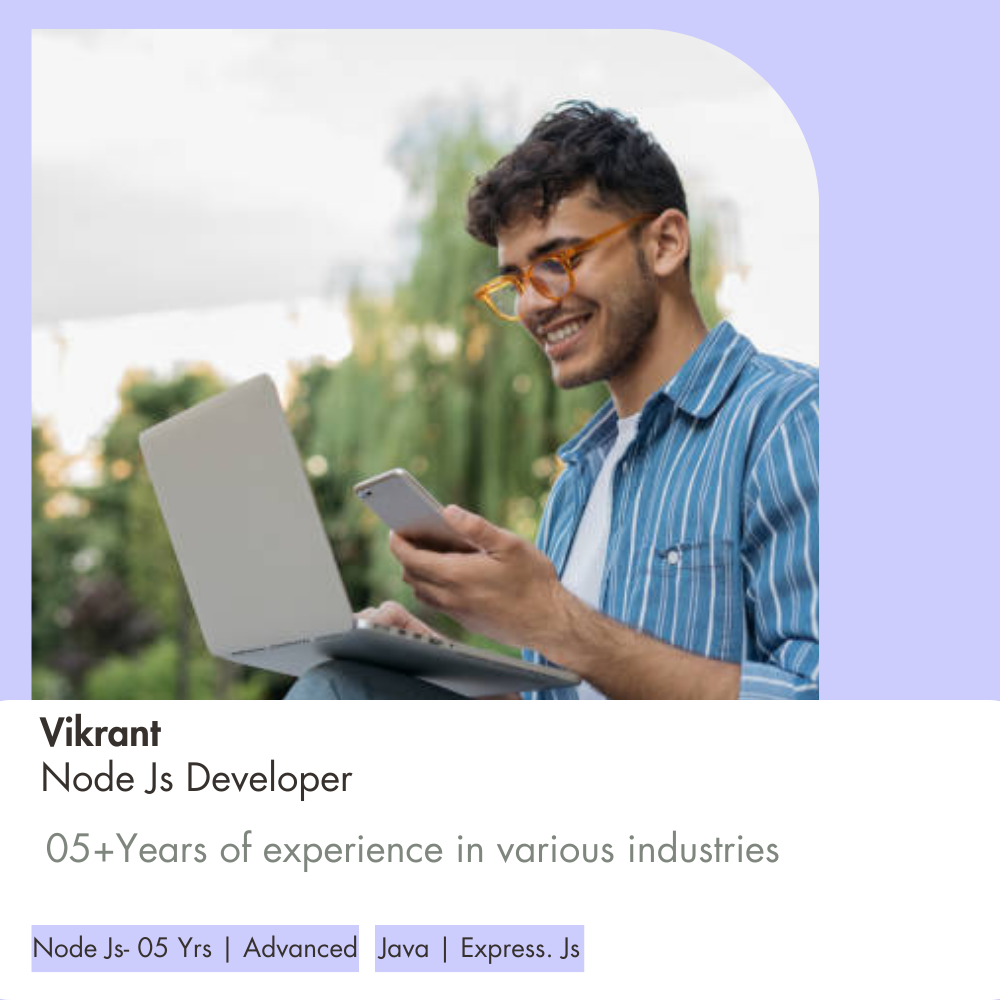 Vikrant
Node Js Developer
05+Years of experience in various industries
Node Js- 05 Yrs | Advanced
Java | Express. Js